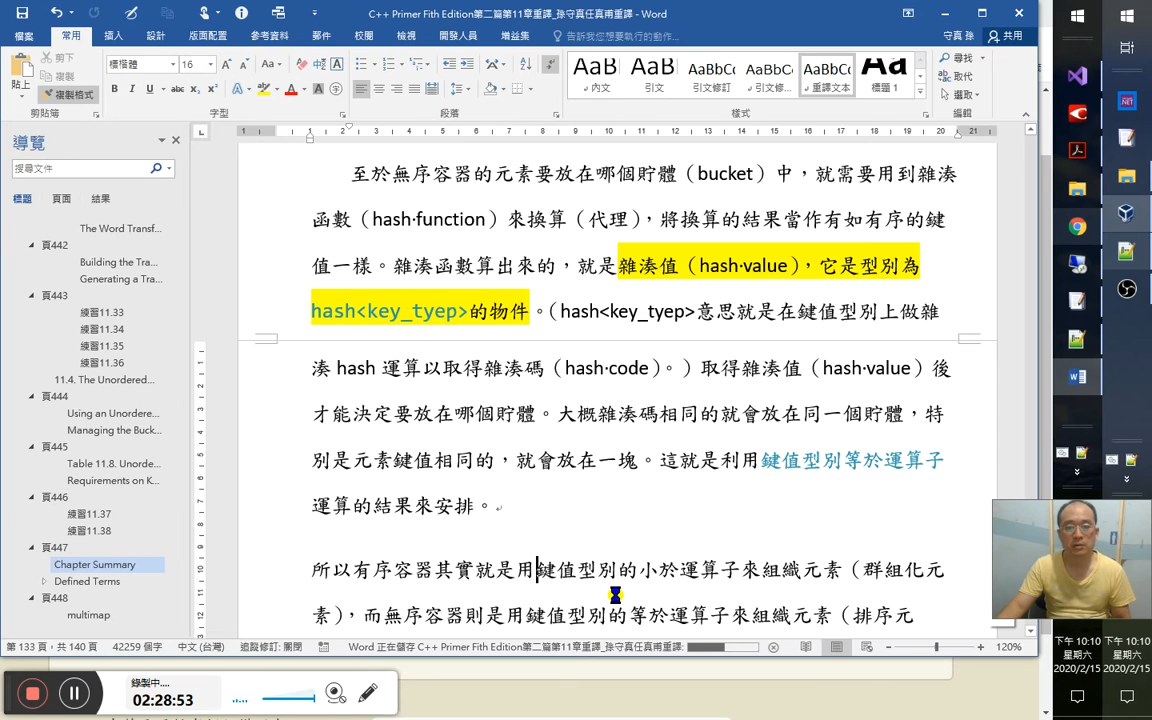 C++ Primer Fith Edition第二篇第11章重譯_孫守真任真甫重譯 - Word
檔案 常用 插入 設計 版面配置 參考資料 郵件 校閱 檢視 開發人員 增益集 告訴我您想要執行的動作... 守真 孫 共用
貼上 剪下 複製 複製格式 剪貼簿
標楷體 16 字型
段落
AaB 內文 AaB 引文 AaBbCc 引文修訂 AaBbCc 引文修... AaBbCc 重譯文本 AaB 標題 1 樣式
尋找 取代 選取 編輯
導覽
搜尋文件
標題 頁面 結果
The Word Transf...
頁442
Building the Tra...
Generating a Tra...
頁443
練習11.33
練習11.34
練習11.35
練習11.36
11.4. The Unordered...
頁444
Using an Unordere...
Managing the Buck...
頁445
Table 11.8. Unorde...
Requirements on K...
頁446
練習11.37
練習11.38
頁447
Chapter Summary
Defined Terms
頁448
multimap
至於無序容器的元素要放在哪個貯體（bucket）中，就需要用到雜湊
函數（hash·function）來換算（代理），將換算的結果當作有如有序的鍵
值一樣。雜湊函數算出來的，就是雜湊值（hash·value），它是型別為
hash<key_tyep>的物件。（hash<key_tyep>意思就是在鍵值型別上做雜
湊 hash 運算以取得雜湊碼（hash·code）。）取得雜湊值（hash·value）後
才能決定要放在哪個貯體。大概雜湊碼相同的就會放在同一個貯體，特
別是元素鍵值相同的，就會放在一塊。這就是利用鍵值型別等於運算子
運算的結果來安排。
所以有序容器其實就是用鍵值型別的小於運算子來組織元素（群組化元
素），而無序容器則是用鍵值型別的等於運算子來組織元素（排序元
第 133 頁，共 140 頁 42259 個字 中文 (台灣) 追蹤修訂: 關閉 Word 正在儲存 C++ Primer Fith Edition第二篇第11章重譯_孫守真任真甫重譯: 120%
錄製中....
02:28:53
下午 10:10
星期六
2020/2/15
下午 10:10
星期六
2020/2/15